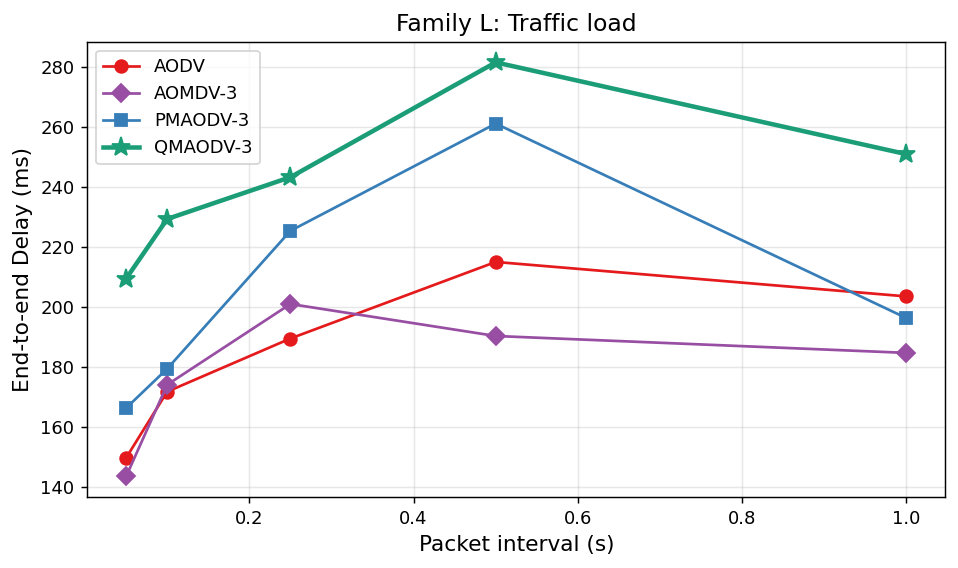 Family L: Traffic load
AODV
AOMDV-3
PMAODV-3
QMAODV-3
End-to-end Delay (ms)
280
260
240
220
200
180
160
140
0.2 0.4 0.6 0.8 1.0
Packet interval (s)